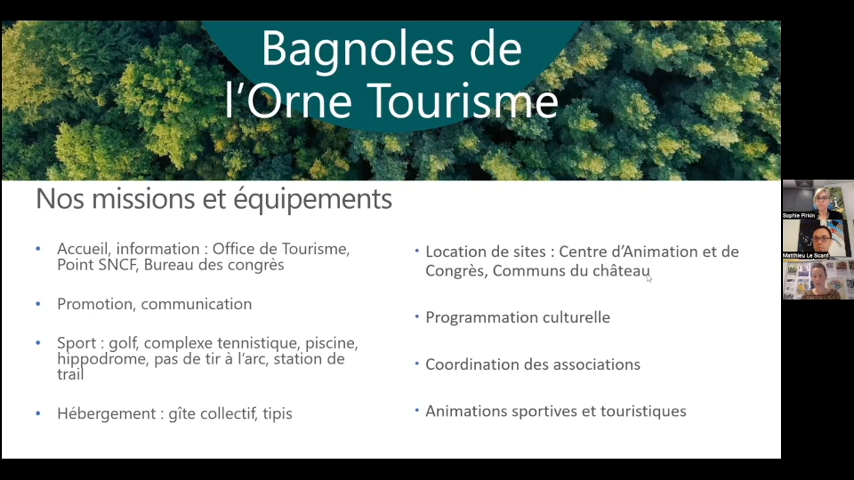 Bagnoles de
l'Orne Tourisme
Nos missions et équipements
• Accueil, information : Office de Tourisme,
Point SNCF, Bureau des congrès
• Promotion, communication
• Sport : golf, complexe tennistique, piscine,
hippodrome, pas de tir à l'arc, station de
trail
• Hébergement : gîte collectif, tipis
• Location de sites : Centre d'Animation et de
Congrès, Communs du château
• Programmation culturelle
• Coordination des associations
• Animations sportives et touristiques
Sophie Pirkin
Matthieu Le Scanf